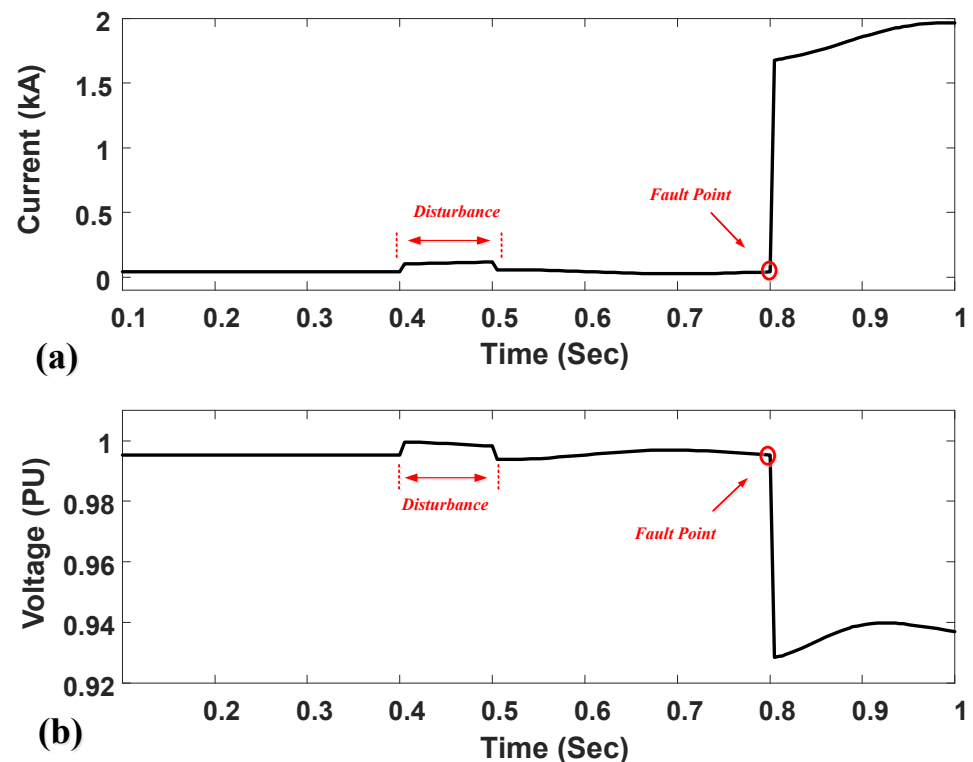 2
1.5
1
0.5
0
Current (kA)
Disturbance
Fault Point
0.1 0.2 0.3 0.4 0.5 0.6 0.7 0.8 0.9 1
Time (Sec)
(a)
1
0.98
0.96
0.94
0.92
Voltage (PU)
Disturbance
Fault Point
0.2 0.3 0.4 0.5 0.6 0.7 0.8 0.9 1
Time (Sec)
(b)